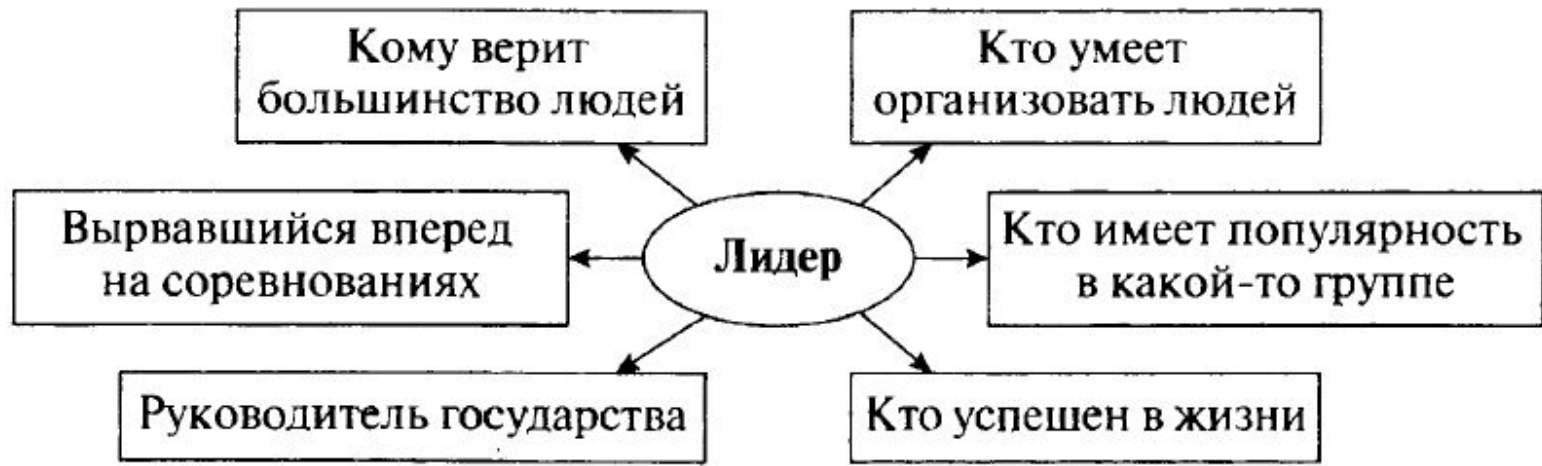 Кому верит
большинство людей
Кто умеет
организовать людей
Вырвавшийся вперед
на соревнованиях
Лидер
Кто имеет популярность
в какой-то группе
Руководитель государства
Кто успешен в жизни